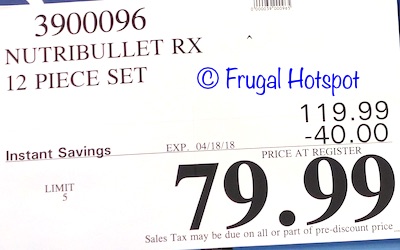 3900096
NUTRIBULLET RX
12 PIECE SET
© Frugal Hotspot
119.99
-40.00
Instant Savings EXP. 04/18/18 PRICE AT REGISTER
LIMIT
5
79.99
Sales Tax may be due on all or part of pre-discount price